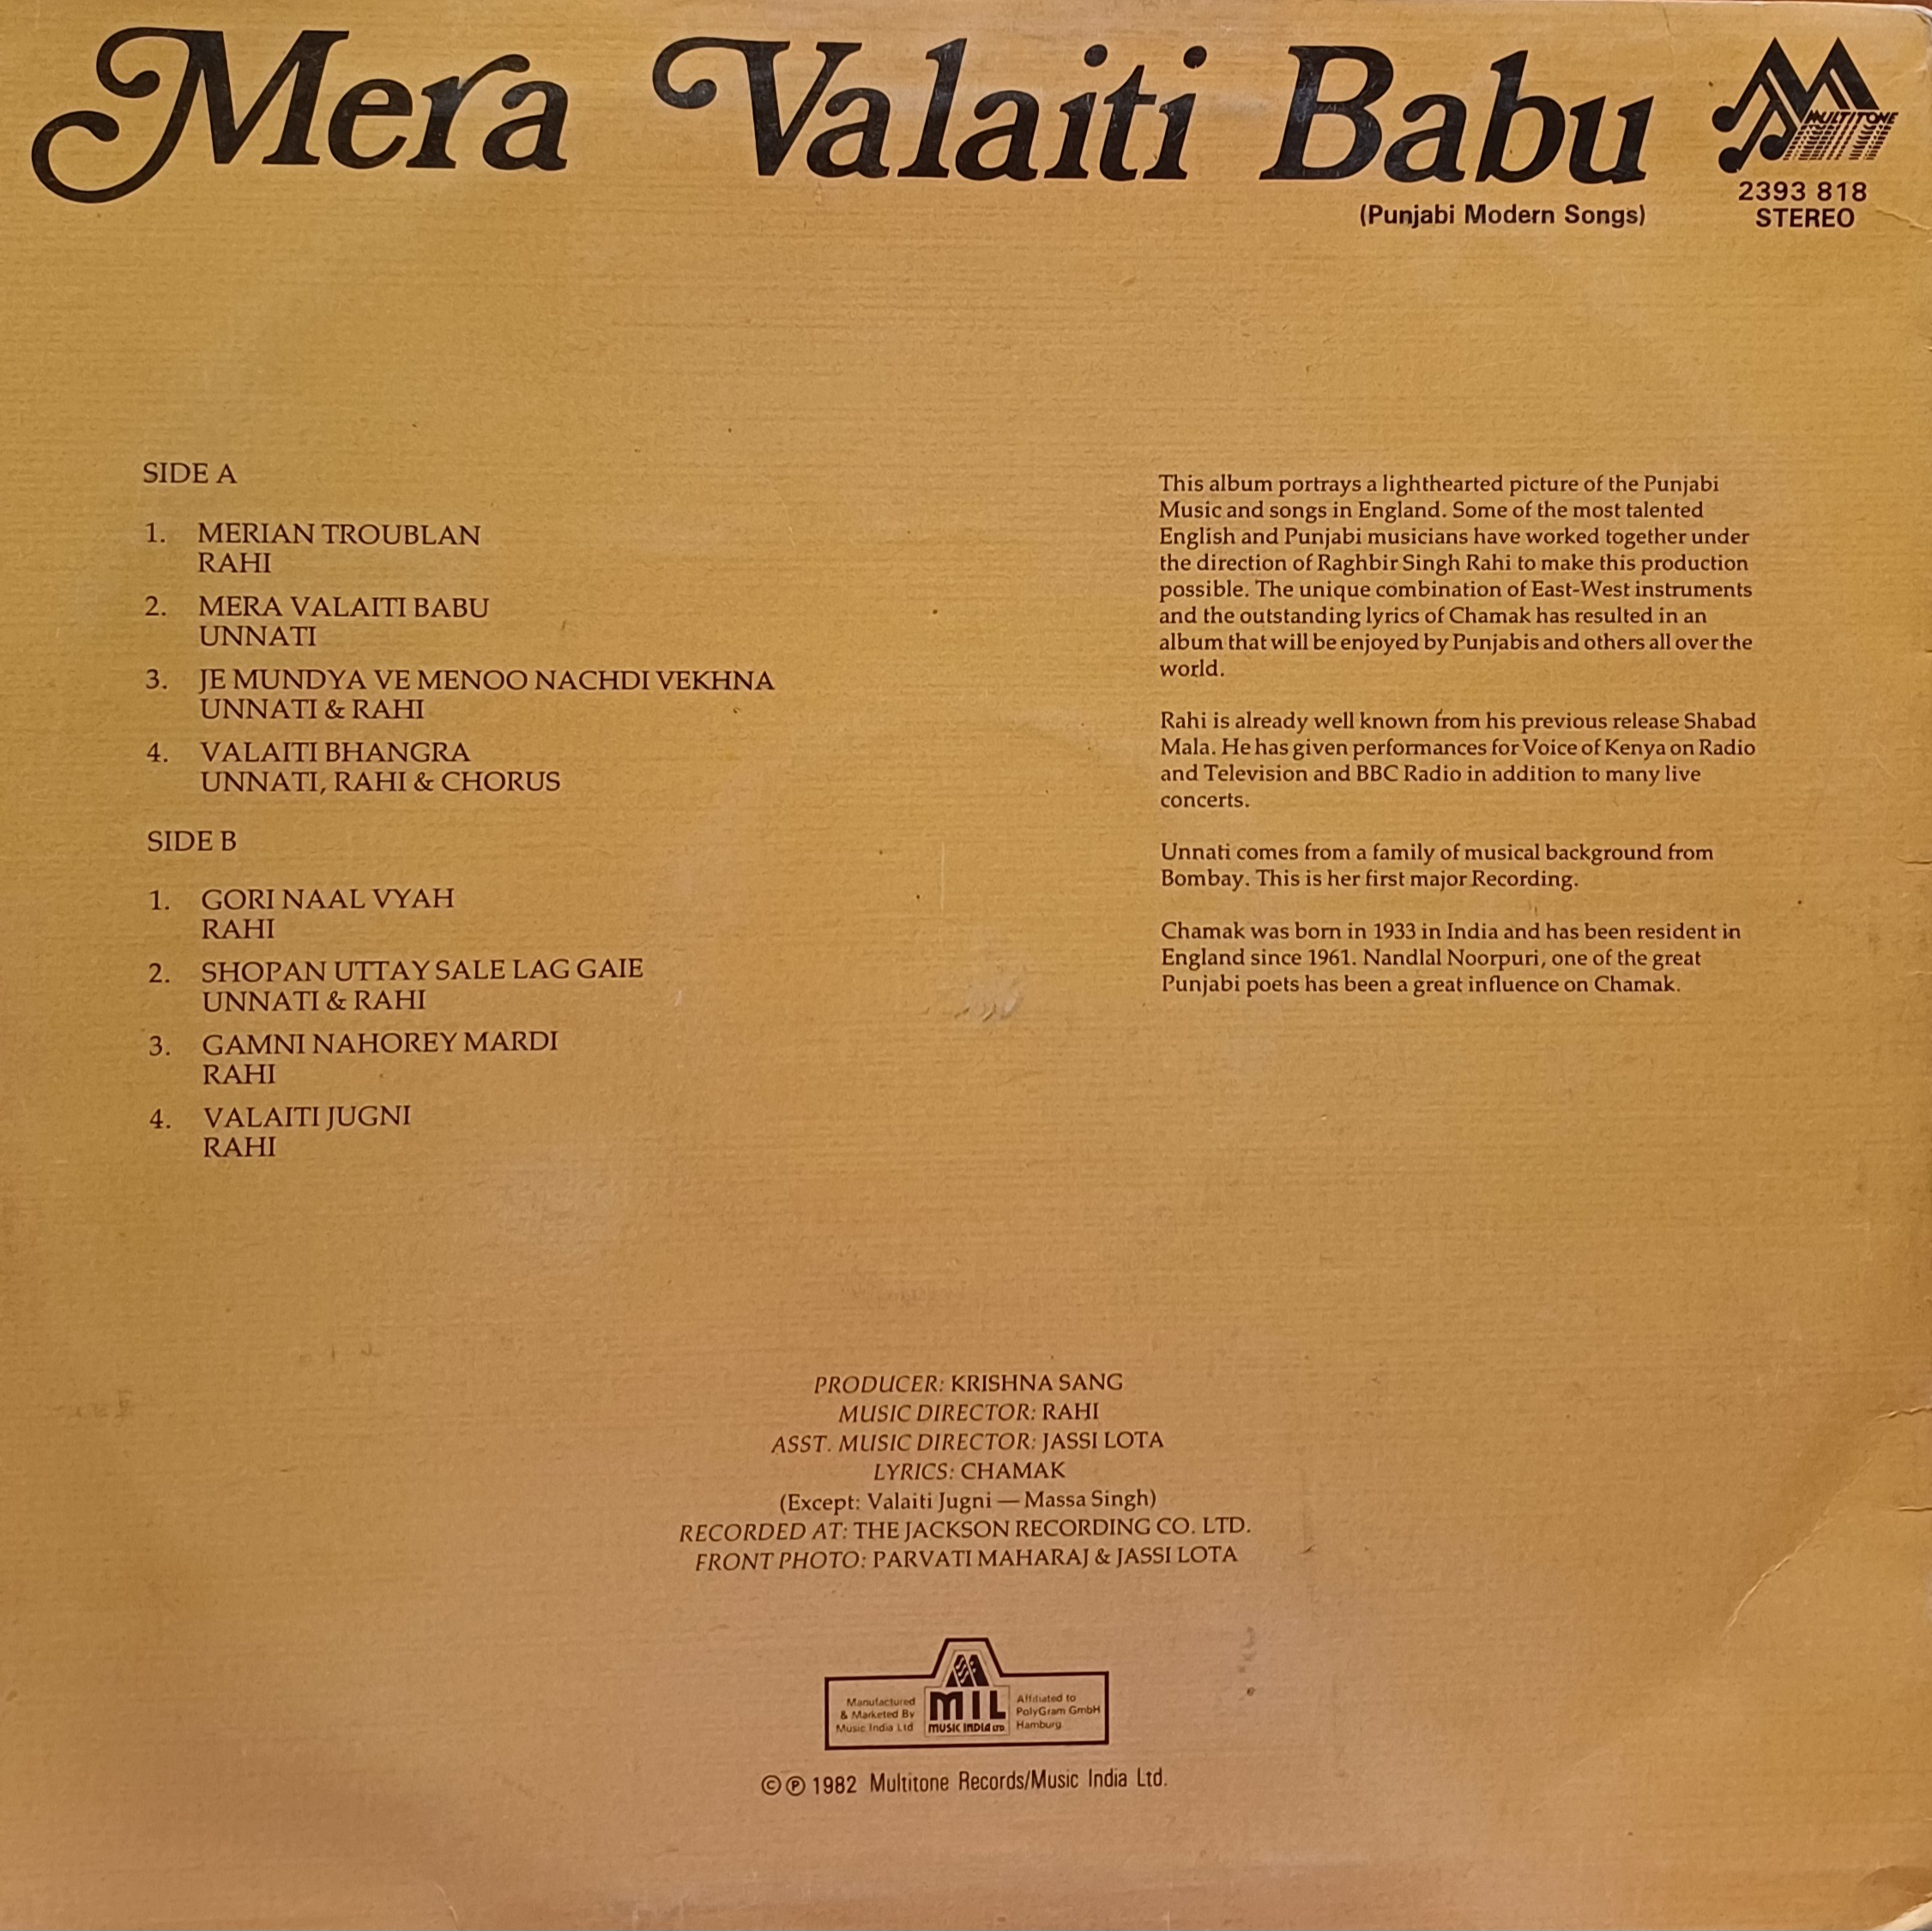 Mera Valaiti Babu
(Punjabi Modern Songs)
MULTITONE
2393 818
STEREO
SIDE A
1. MERIAN TROUBLAN
RAHI
2. MERA VALAITI BABU
UNNATI
3. JE MUNDYA VE MENOO NACHDI VEKHNA
UNNATI & RAHI
4. VALAITI BHANGRA
UNNATI, RAHI & CHORUS
SIDE B
1. GORI NAAL VYAH
RAHI
2. SHOPAN UTTAY SALE LAG GAIE
UNNATI & RAHI
3. GAMNI NAHOREY MARDI
RAHI
4. VALAITI JUGNI
RAHI
This album portrays a lighthearted picture of the Punjabi
Music and songs in England. Some of the most talented
English and Punjabi musicians have worked together under
the direction of Raghbir Singh Rahi to make this production
possible. The unique combination of East-West instruments
and the outstanding lyrics of Chamak has resulted in an
album that will be enjoyed by Punjabis and others all over the
world.
Rahi is already well known from his previous release Shabad
Mala. He has given performances for Voice of Kenya on Radio
and Television and BBC Radio in addition to many live
concerts.
Unnati comes from a family of musical background from
Bombay. This is her first major Recording.
Chamak was born in 1933 in India and has been resident in
England since 1961. Nandlal Noorpuri, one of the great
Punjabi poets has been a great influence on Chamak.
PRODUCER: KRISHNA SANG
MUSIC DIRECTOR: RAHI
ASST. MUSIC DIRECTOR: JASSI LOTA
LYRICS: CHAMAK
(Except: Valaiti Jugni — Massa Singh)
RECORDED AT: THE JACKSON RECORDING CO. LTD.
FRONT PHOTO: PARVATI MAHARAJ & JASSI LOTA
Manufactured
& Marketed By
Music India Ltd
MIL
MUSIC INDIA LTD.
Affiliated to
PolyGram GmbH
Hamburg
©℗ 1982 Multitone Records/Music India Ltd.